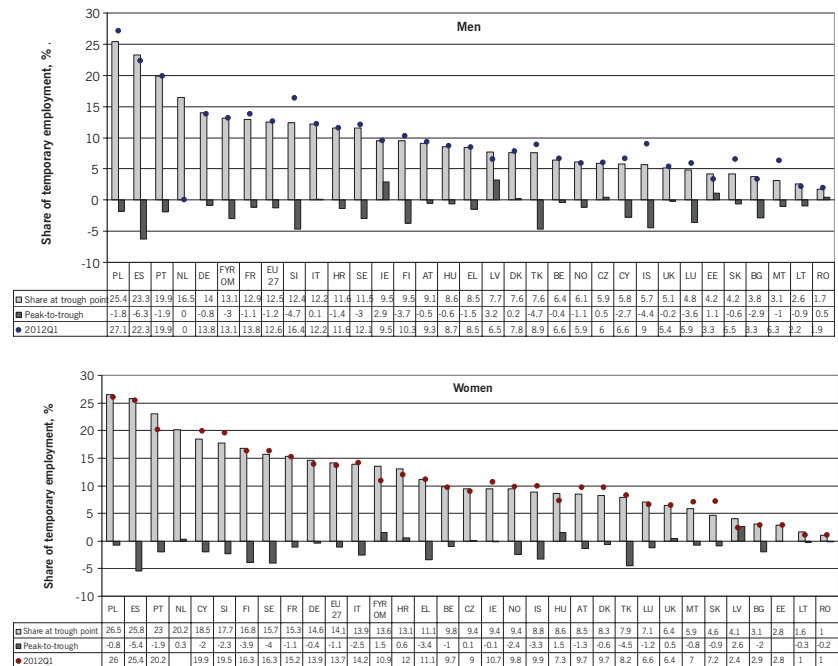 Men
Share of temporary employment, % .
30
25
20
15
10
5
0
-5
-10
PL ES PT NL DE FYR OM FR EU 27 SI IT HR SE IE FI AT HU EL LV DK TK BE NO CZ CY IS UK LU EE SK BG MT LT RO
Share at trough point 25.4 23.3 19.9 16.5 14 13.1 12.9 12.5 12.4 12.2 11.6 11.5 9.5 9.5 9.1 8.6 8.5 7.7 7.6 7.6 6.4 6.1 5.9 5.8 5.7 5.1 4.8 4.2 4.2 3.8 3.1 2.6 1.7
Peak-to-trough -1.8 -6.3 -1.9 0 -0.8 -3 -1.1 -1.2 -4.7 0.1 -1.4 -3 2.9 -3.7 -0.5 -0.6 -1.5 3.2 0.2 -4.7 -0.4 -1.1 0.5 -2.7 -4.4 -0.2 -3.6 1.1 -0.6 -2.9 -1 -0.9 0.5
2012Q1 27.1 22.3 19.9 0 13.8 13.1 13.8 12.6 16.4 12.2 11.6 12.1 9.5 10.3 9.3 8.7 8.5 6.5 7.8 8.9 6.6 5.9 6 6.6 9 5.4 5.9 3.3 6.5 3.3 6.3 2.2 1.9
Women
Share of temporary employment, %
30
25
20
15
10
5
0
-5
-10
PL ES PT NL CY SI FI SE FR DE EU 27 IT FYR OM HR EL BE CZ IE NO IS HU AT DK TK LU UK MT SK LV BG EE LT RO
Share at trough point 26.5 25.8 23 20.2 18.5 17.7 16.8 15.7 15.3 14.6 14.1 13.9 13.6 13.1 11.1 9.8 9.4 9.4 9.4 8.8 8.6 8.5 8.3 7.9 7.1 6.4 5.9 4.6 4.1 3.1 2.8 1.6 1
Peak-to-trough -0.8 -5.4 -1.9 0.3 -2 -2.3 -3.9 -4 -1.1 -0.4 -1.1 -2.5 1.5 0.6 -3.4 -1 0.1 -0.1 -2.4 -3.3 1.5 -1.3 -0.6 -4.5 -1.2 0.5 -0.8 -0.9 2.6 -2 -0.3 -0.2
2012Q1 26 25.4 20.2 19.9 19.5 16.3 16.3 15.2 13.9 13.7 14.2 10.9 12 11.1 9.7 9 10.7 9.8 9.9 7.3 9.7 9.7 8.2 6.6 6.4 7 7.2 2.4 2.9 2.8 1 1